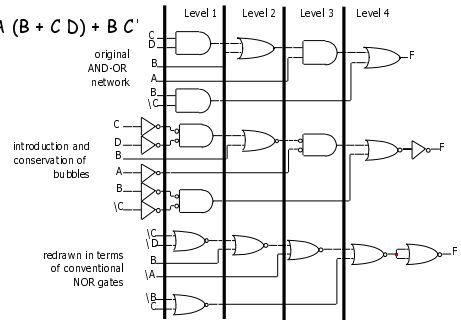 A (B + C D) + B C'
Level 1 Level 2 Level 3 Level 4
C
D
original
AND-OR
network
B
A
B
\C
F
C
D
introduction and
conservation of
bubbles
B
A
B
\C
F
\C
\D
redrawn in terms
of conventional
NOR gates
B
\A
\B
C
F